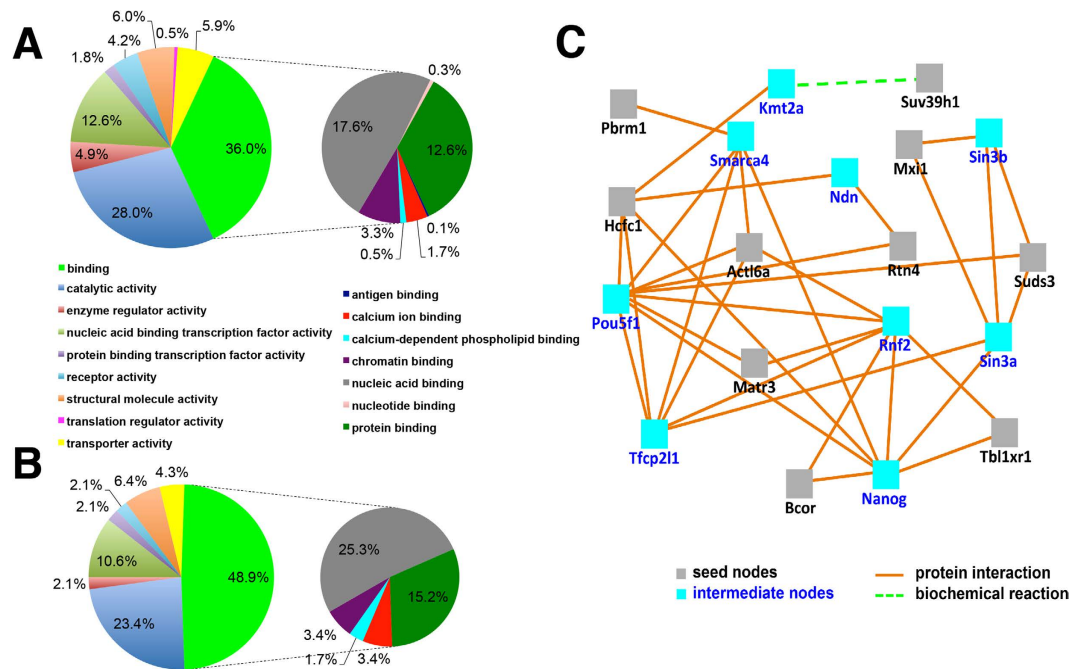 A
6.0%
0.5%
5.9%
4.2%
1.8%
12.6%
4.9%
28.0%
36.0%
0.3%
17.6%
12.6%
3.3%
0.5%
0.1%
1.7%
binding
catalytic activity
enzyme regulator activity
nucleic acid binding transcription factor activity
protein binding transcription factor activity
receptor activity
structural molecule activity
translation regulator activity
transporter activity
antigen binding
calcium ion binding
calcium-dependent phospholipid binding
chromatin binding
nucleic acid binding
nucleotide binding
protein binding
B
4.3%
6.4%
2.1%
2.1%
10.6%
2.1%
23.4%
48.9%
25.3%
15.2%
3.4%
1.7%
3.4%
C
Kmt2a
Suv39h1
Pbrm1
Smarca4
Mxi1
Sin3b
Ndn
Hcfc1
Actl6a
Rtn4
Suds3
Pou5f1
Rnf2
Sin3a
Matr3
Tfcp2l1
Tbl1xr1
Bcor
Nanog
seed nodes
intermediate nodes
protein interaction
biochemical reaction